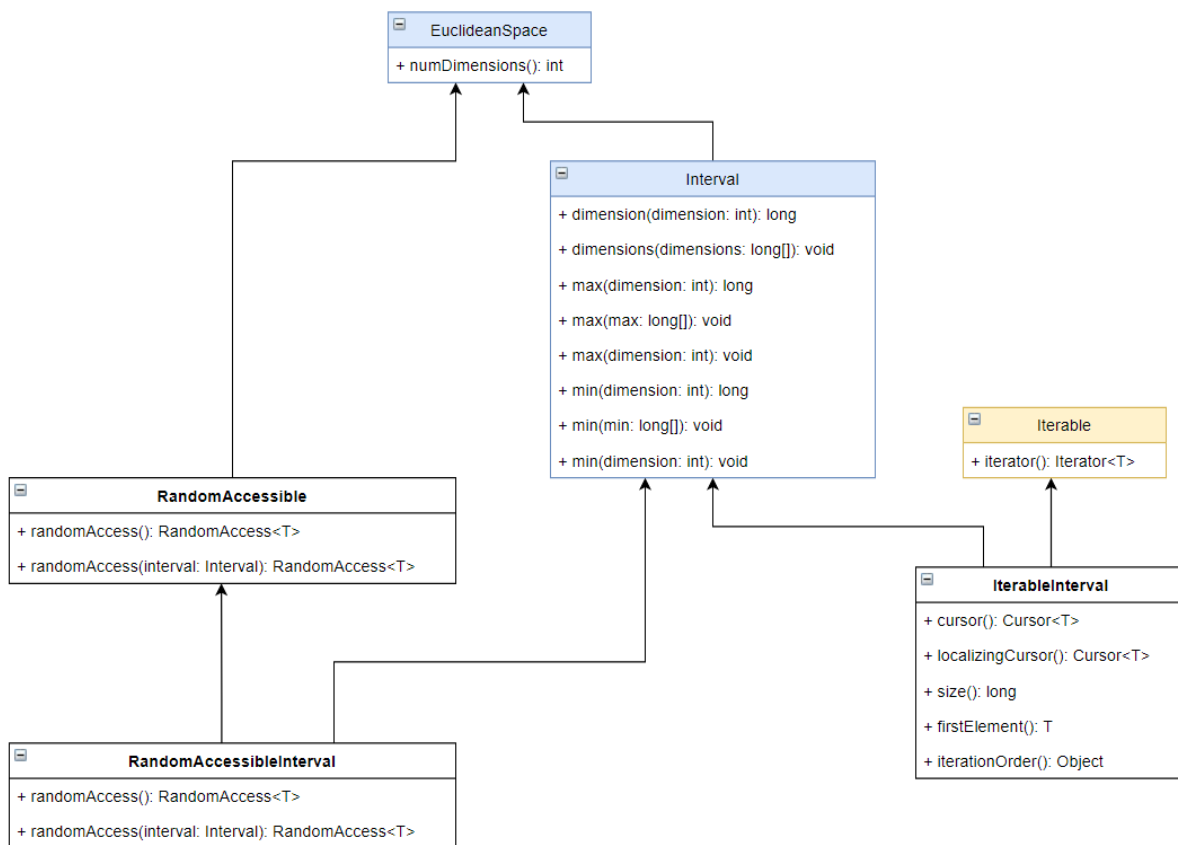 EuclideanSpace
+ numDimensions(): int
Interval
+ dimension(dimension: int): long
+ dimensions(dimensions: long[]): void
+ max(dimension: int): long
+ max(max: long[]): void
+ max(dimension: int): void
+ min(dimension: int): long
+ min(min: long[]): void
+ min(dimension: int): void
Iterable
+ iterator(): Iterator<T>
RandomAccessible
+ randomAccess(): RandomAccess<T>
+ randomAccess(interval: Interval): RandomAccess<T>
IterableInterval
+ cursor(): Cursor<T>
+ localizingCursor(): Cursor<T>
+ size(): long
+ firstElement(): T
+ iterationOrder(): Object
RandomAccessibleInterval
+ randomAccess(): RandomAccess<T>
+ randomAccess(interval: Interval): RandomAccess<T>